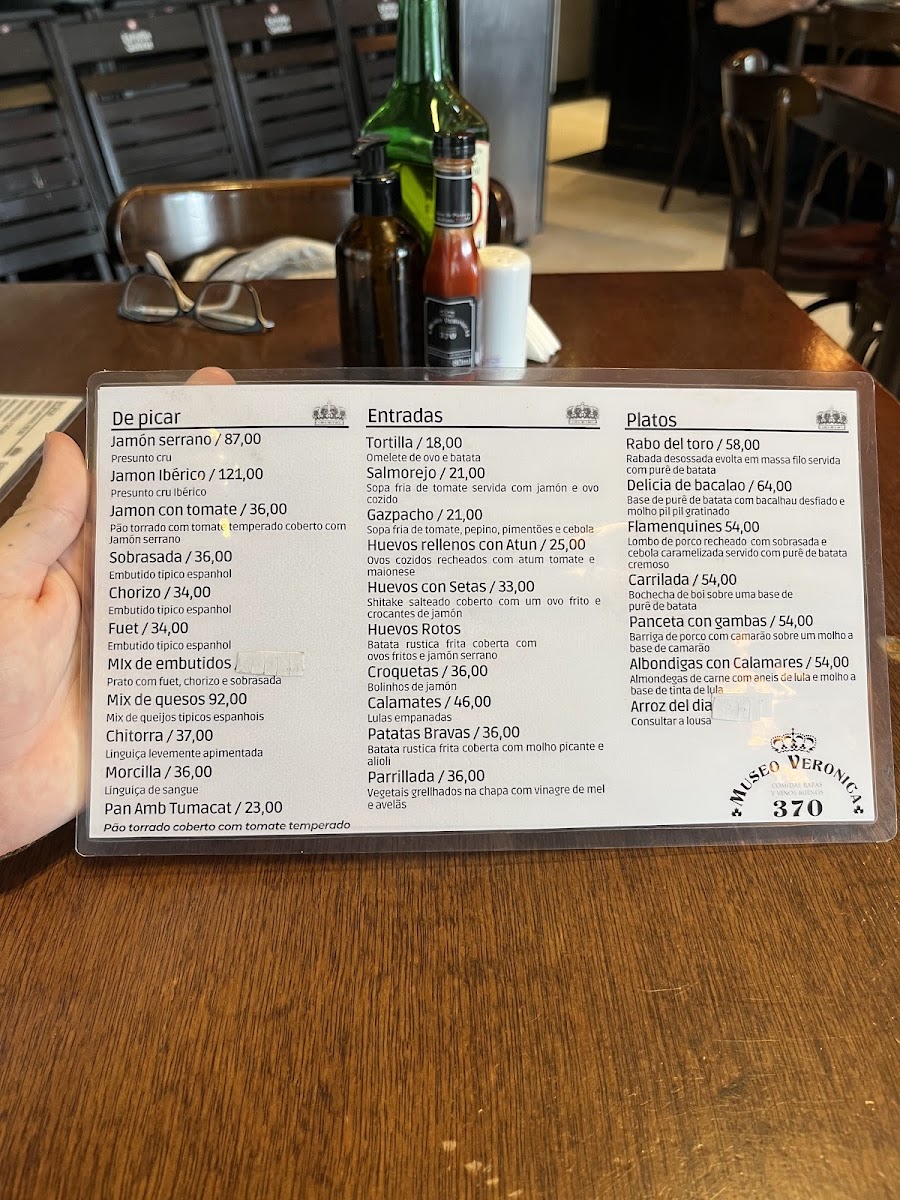 De picar
Jamón serrano / 87,00
Presunto cru
Jamon Ibérico / 121,00
Presunto cru Ibérico
Jamon con tomate / 36,00
Pão torrado com tomate temperado coberto com
Jamón serrano
Sobrasada / 36,00
Embutido tipico espanhol
Chorizo / 34,00
Embutido tipico espanhol
Fuet / 34,00
Embutido tipico espanhol
MIx de embutidos /
Prato com fuet, chorizo e sobrasada
Mix de quesos 92,00
Mix de queijos tipicos espanhois
Chitorra / 37,00
Linguiça levemente apimentada
Morcilla / 36,00
Linguiça de sangue
Pan Amb Tumacat / 23,00
Pão torrado coberto com tomate temperado
Entradas
Tortilla / 18,00
Omelete de ovo e batata
Salmorejo / 21,00
Sopa fria de tomate servida com jamón e ovo
cozido
Gazpacho / 21,00
Sopa fria de tomate, pepino, pimentões e cebola
Huevos rellenos con Atun / 25,00
Ovos cozidos recheados com atum tomate e
maionese
Huevos con Setas / 33,00
Shitake salteado coberto com um ovo frito e
crocantes de jamón
Huevos Rotos
Batata rustica frita coberta com
ovos fritos e jamón serrano
Croquetas / 36,00
Bolinhos de jamón
Calamates / 46,00
Lulas empanadas
Patatas Bravas / 36,00
Batata rustica frita coberta com molho picante e
alioli
Parrillada / 36,00
Vegetais grelhados na chapa com vinagre de mel
e avelãs
Platos
Rabo del toro / 58,00
Rabada desossada evolta em massa filo servida
com purê de batata
Delicia de bacalao / 64,00
Base de purê de batata com bacalhau desfiado e
molho pil pil gratinado
Flamenquines 54,00
Lombo de porco recheado com sobrasada e
cebola caramelizada servido com purê de batata
cremoso
Carrilada / 54,00
Bochecha de boi sobre uma base de
purê de batata
Panceta con gambas / 54,00
Barriga de porco com camarão sobre um molho a
base de camarão
Albondigas con Calamares / 54,00
Almondegas de carne com aneis de lula e molho a
base de tinta de lula
Arroz del dia
Consultar a lousa
MUSEO VERONICA
COMIDAS RAPAS
Y VINOS BUENOS
370